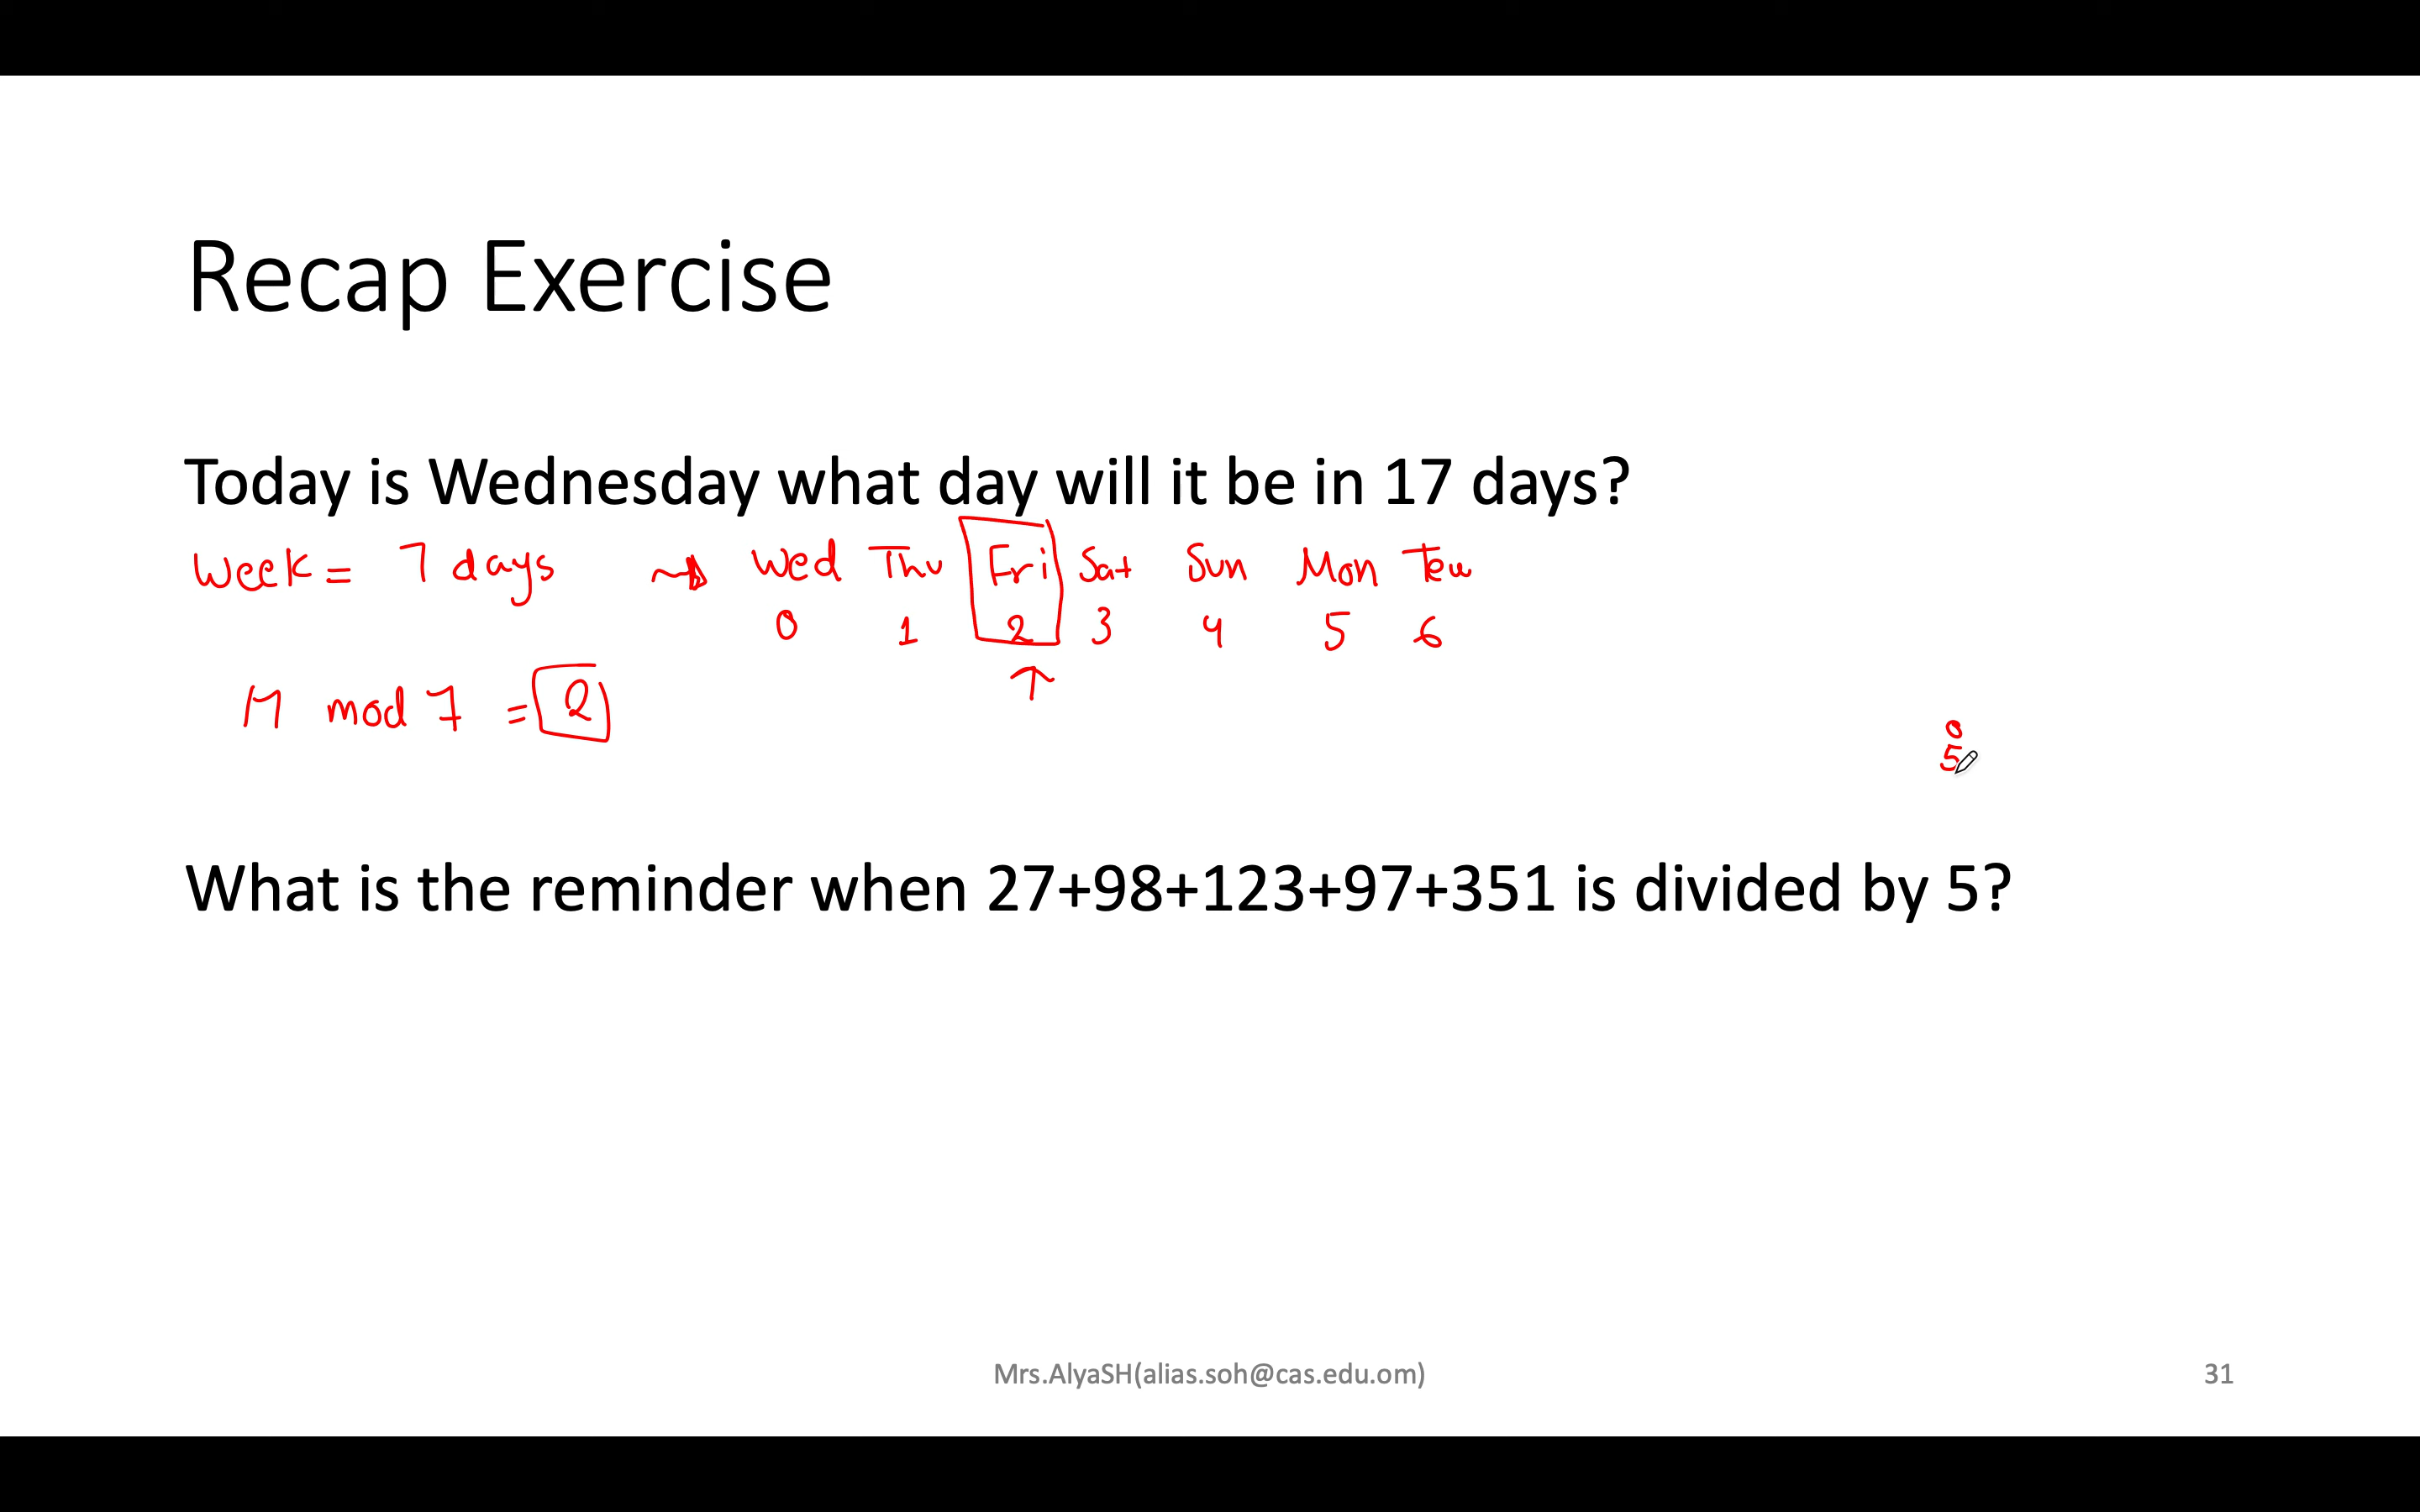 Recap Exercise
Today is Wednesday what day will it be in 17 days?
week = 7 days → Wed Thu Fri Sat Sun Mon Teu
0 1 2 3 4 5 6
17 mod 7 = 2
0
5
What is the reminder when 27+98+123+97+351 is divided by 5?
Mrs.AlyaSH(alias.soh@cas.edu.om)
31